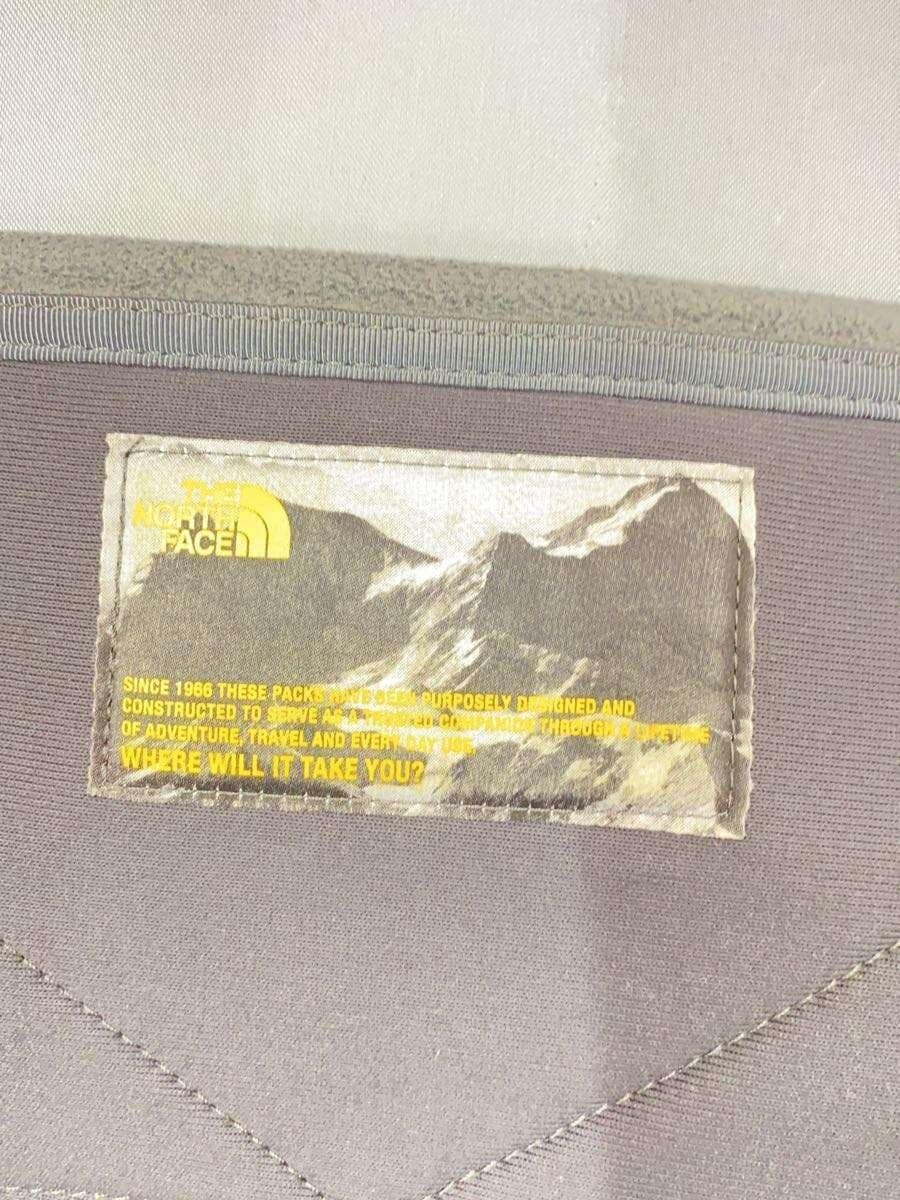 THE
NORTH
FACE
SINCE 1966 THESE PACKS HAVE BEEN PURPOSELY DESIGNED AND
CONSTRUCTED TO SERVE AS A TRUSTED COMPANION THROUGH A LIFETIME
OF ADVENTURE, TRAVEL AND EVERY DAY USE
WHERE WILL IT TAKE YOU?